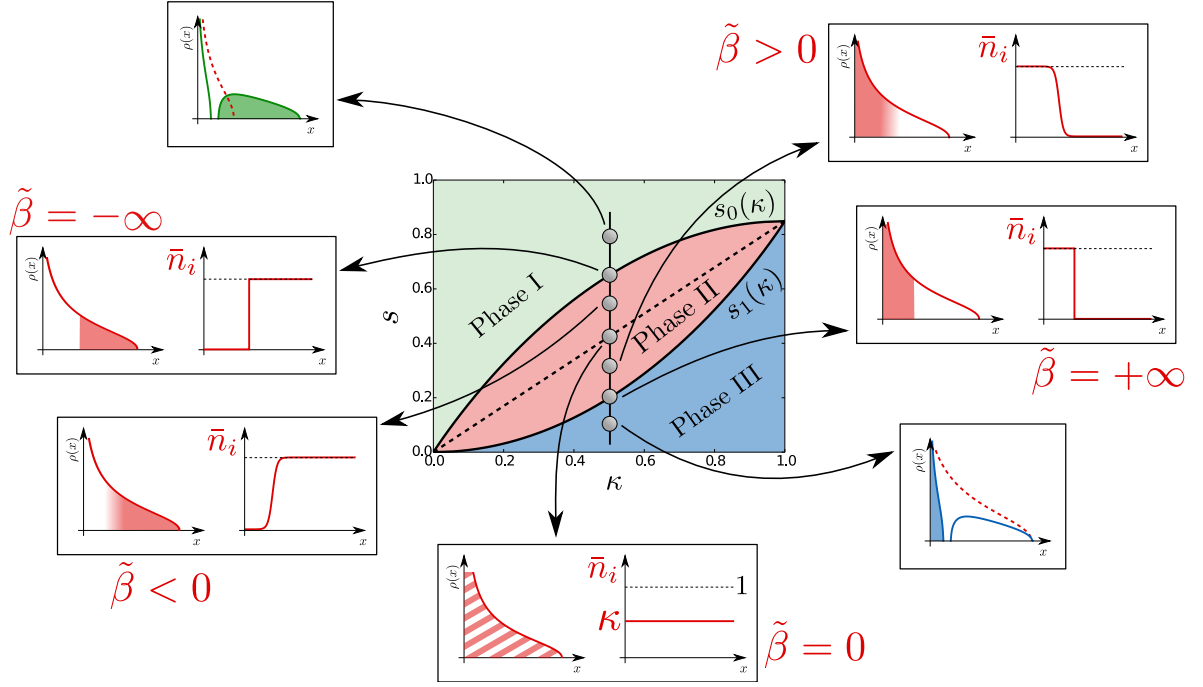 ρ(x)
x
β̃ > 0
ρ(x)
n̄ᵢ
x
β̃ = −∞
ρ(x)
n̄ᵢ
x
x
1.0
0.8
0.6
0.4
0.2
0.0
s
Phase I
Phase II
Phase III
s₀(κ)
s₁(κ)
0.0
0.2
0.4
0.6
0.8
1.0
κ
ρ(x)
n̄ᵢ
x
x
β̃ = +∞
ρ(x)
n̄ᵢ
x
x
β̃ < 0
ρ(x)
x
ρ(x)
n̄ᵢ
1
κ
x
x
β̃ = 0